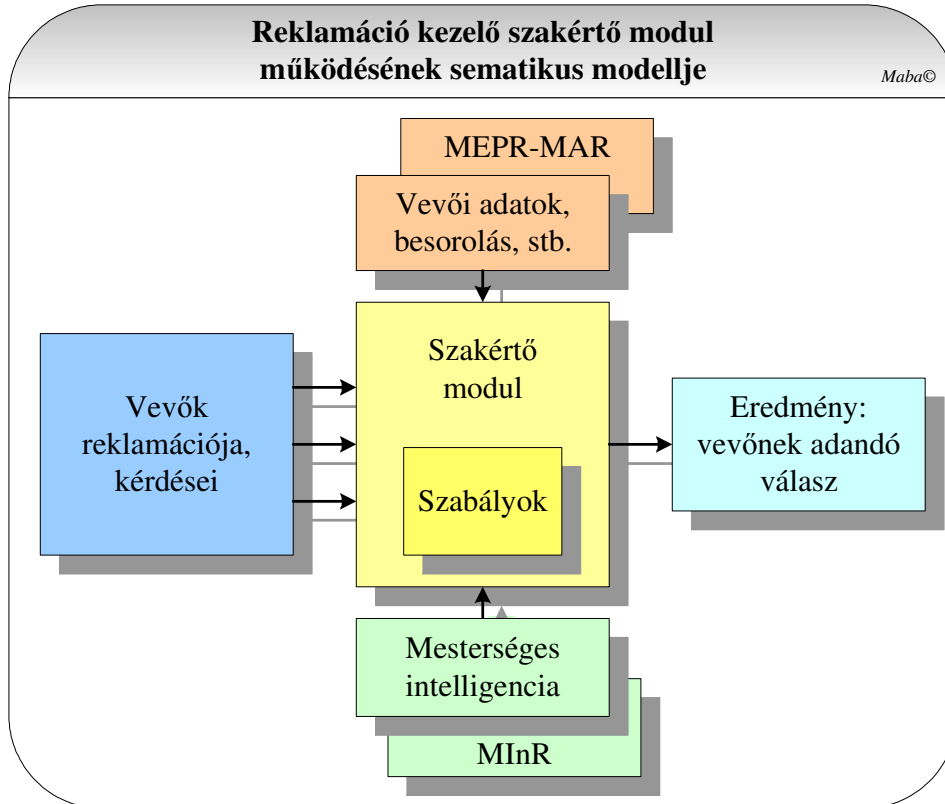 Reklamáció kezelő szakértő modul
működésének sematikus modellje
Maba©
MEPR-MAR
Vevői adatok,
besorolás, stb.
Vevők
reklamációja,
kérdései
Szakértő
modul
Szabályok
Eredmény:
vevőnek adandó
válasz
Mesterséges
intelligencia
MInR